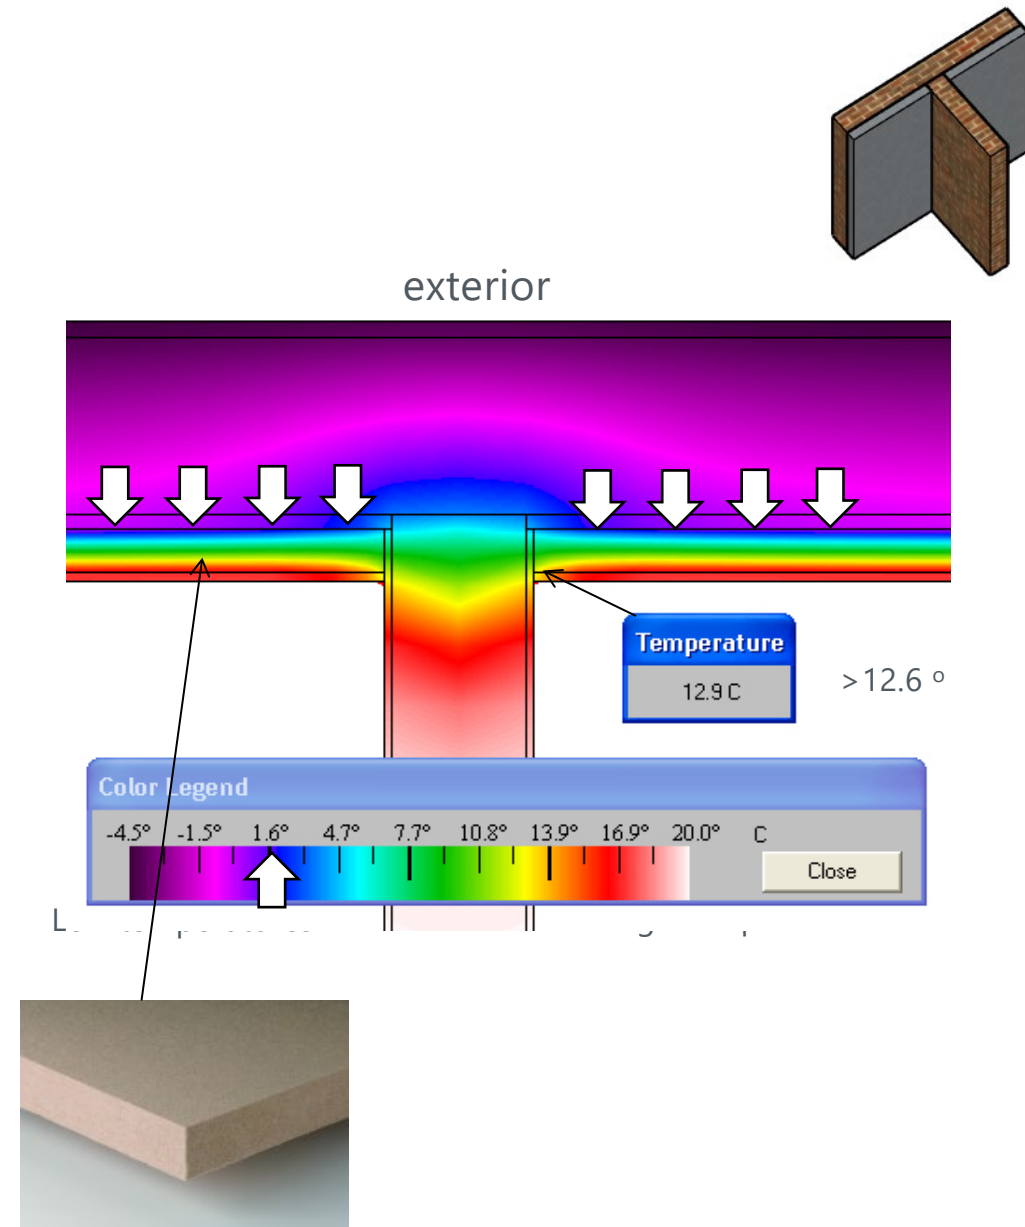 exterior
Temperature
12.9 C
>12.6 º
Color Legend
-4.5° -1.5° 1.6° 4.7° 7.7° 10.8° 13.9° 16.9° 20.0° C
Close